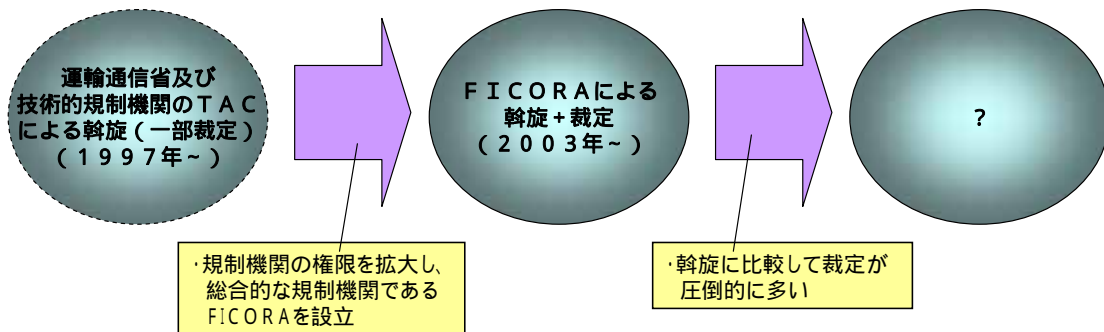 運輸通信省及び
技術的規制機関のTAC
による斡旋(一部裁定)
(1997年~)
FICORAによる
斡旋+裁定
(2003年~)
?
・規制機関の権限を拡大し、
総合的な規制機関である
FICORAを設立
・斡旋に比較して裁定が
圧倒的に多い